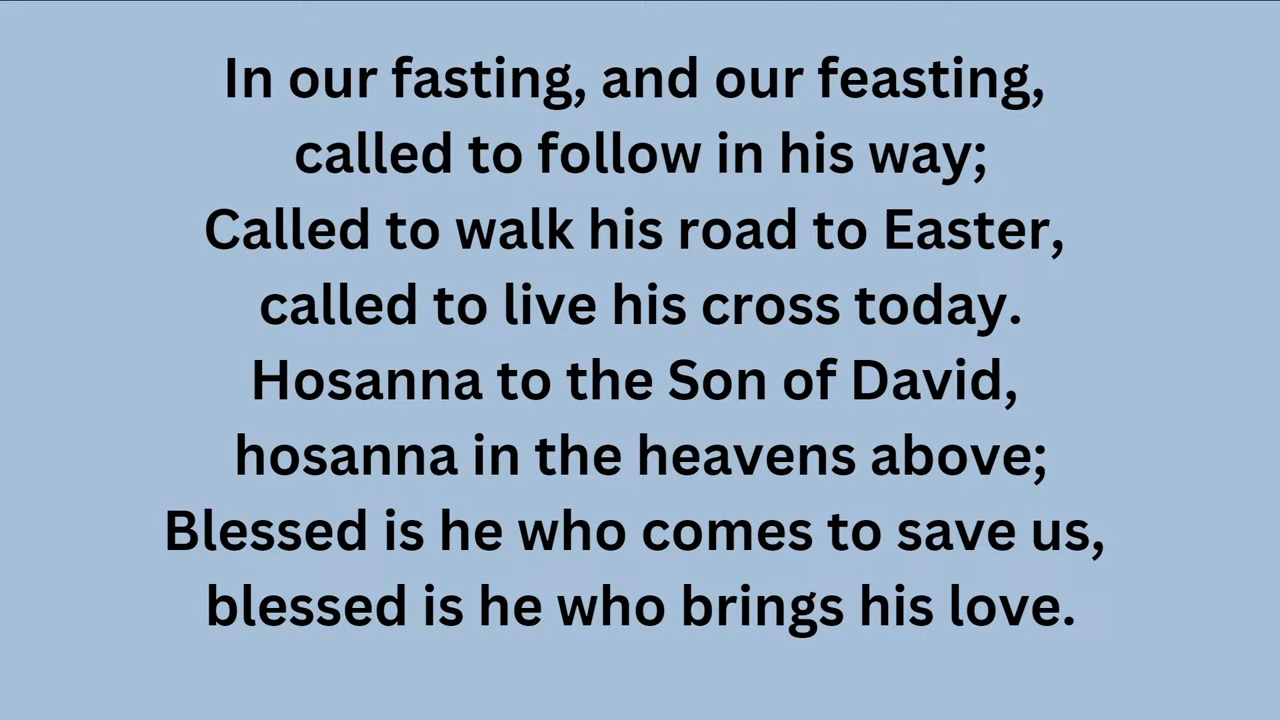 In our fasting, and our feasting,
called to follow in his way;
Called to walk his road to Easter,
called to live his cross today.
Hosanna to the Son of David,
hosanna in the heavens above;
Blessed is he who comes to save us,
blessed is he who brings his love.